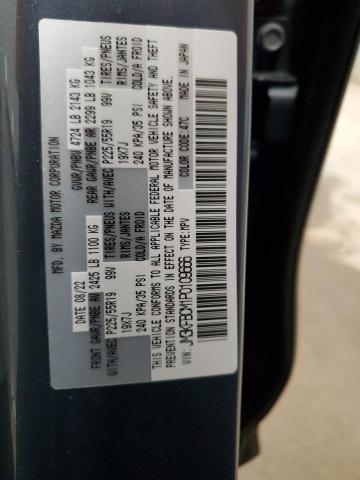 MFD. BY MAZDA MOTOR CORPORATION
DATE 08/22 GVWR/PNBV 4724 LB 2143 KG
FRONT GAWR/PNBE AV 2425 LB 1100 KG REAR GAWR/PNBE AR 2299 LB 1043 KG
WITH/AVEC P225/55R19 99V TIRES/PNEUS WITH/AVEC P225/55R19 99V TIRES/PNEUS
19X7J RIMS/JANTES 19X7J RIMS/JANTES
240 KPA/35 PSI COLD/A FROID 240 KPA/35 PSI COLD/A FROID
THIS VEHICLE CONFORMS TO ALL APPLICABLE FEDERAL MOTOR VEHICLE SAFETY AND THEFT
PREVENTION STANDARDS IN EFFECT ON THE DATE OF MANUFACTURE SHOWN ABOVE.
VIN: TYPE: MPV COLOR CODE: 47C MADE IN JAPAN